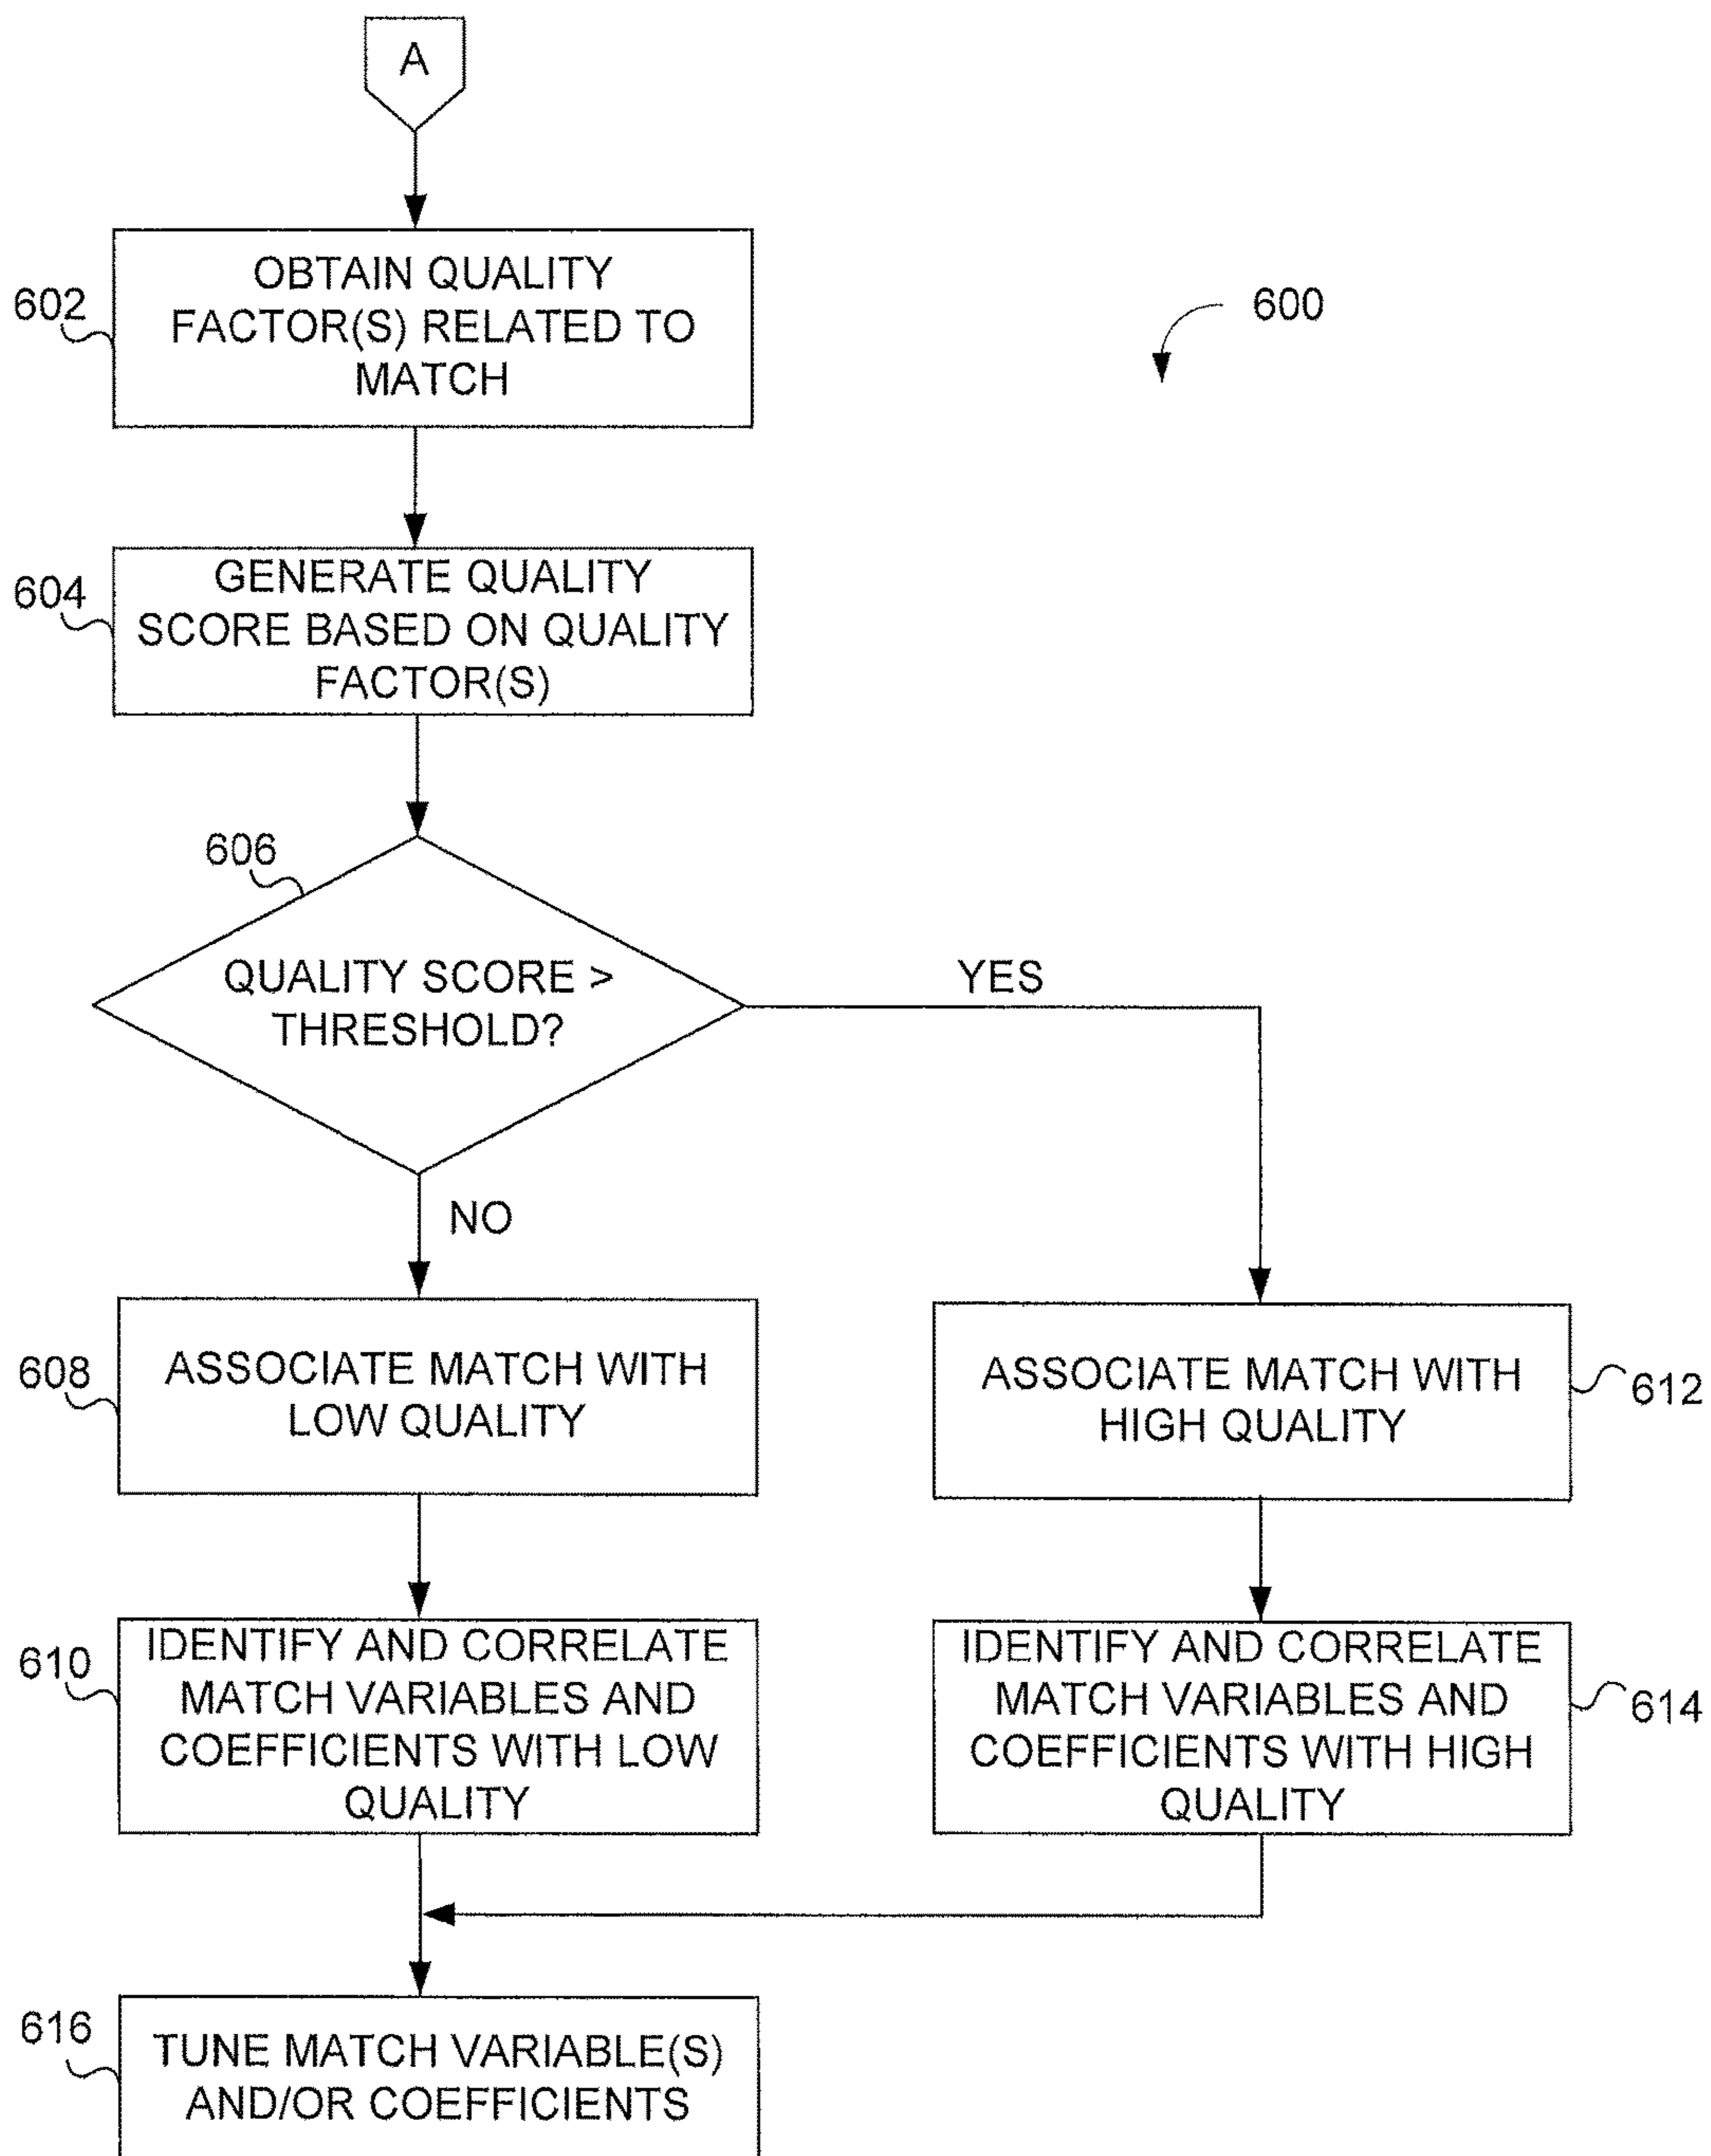 A
602
OBTAIN QUALITY
FACTOR(S) RELATED TO
MATCH
600
604
GENERATE QUALITY
SCORE BASED ON QUALITY
FACTOR(S)
606
QUALITY SCORE >
THRESHOLD?
YES
NO
608
ASSOCIATE MATCH WITH
LOW QUALITY
ASSOCIATE MATCH WITH
HIGH QUALITY
612
610
IDENTIFY AND CORRELATE
MATCH VARIABLES AND
COEFFICIENTS WITH LOW
QUALITY
IDENTIFY AND CORRELATE
MATCH VARIABLES AND
COEFFICIENTS WITH HIGH
QUALITY
614
616
TUNE MATCH VARIABLE(S)
AND/OR COEFFICIENTS